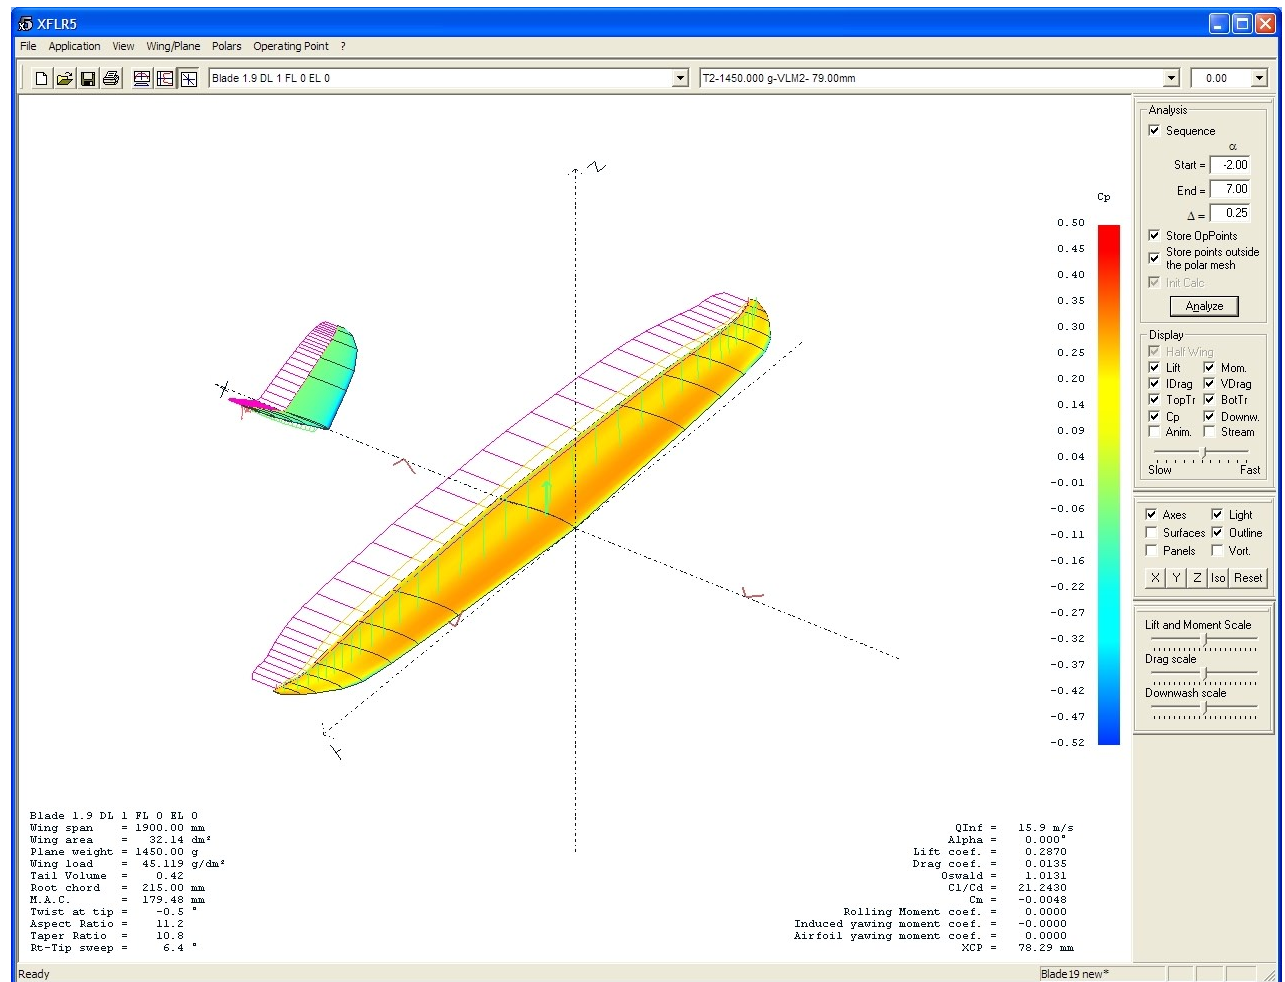 XFLR5
File Application View Wing/Plane Polars Operating Point ?
Blade 1.9 DL 1 FL 0 EL 0 T2-1450.000 g-VLM2- 79.00mm 0.00
Analysis
Sequence
α
Start = -2.00
End = 7.00
Δ = 0.25
Store OpPoints
Store points outside
the polar mesh
Init Calc
Analyze
Display
Half Wing
Lift Mom.
IDrag VDrag
TopTr BotTr
Cp Downw.
Anim. Stream
Slow Fast
Axes Light
Surfaces Outline
Panels Vort.
X Y Z Iso Reset
Lift and Moment Scale
Drag scale
Downwash scale
Z
X
Y
Cp
0.50
0.45
0.40
0.35
0.30
0.25
0.20
0.14
0.09
0.04
-0.01
-0.06
-0.11
-0.16
-0.22
-0.27
-0.32
-0.37
-0.42
-0.47
-0.52
Blade 1.9 DL 1 FL 0 EL 0
Wing span = 1900.00 mm
Wing area = 32.14 dm²
Plane weight = 1450.00 g
Wing load = 45.119 g/dm²
Tail Volume = 0.42
Root chord = 215.00 mm
M.A.C. = 179.48 mm
Twist at tip = -0.5 °
Aspect Ratio = 11.2
Taper Ratio = 10.8
Rt-Tip sweep = 6.4 °
QInf = 15.9 m/s
Alpha = 0.000°
Lift coef. = 0.2870
Drag coef. = 0.0135
Oswald = 1.0131
Cl/Cd = 21.2430
Cm = -0.0048
Rolling Moment coef. = 0.0000
Induced yawing moment coef. = -0.0000
Airfoil yawing moment coef. = 0.0000
XCP = 78.29 mm
Ready Blade19 new*